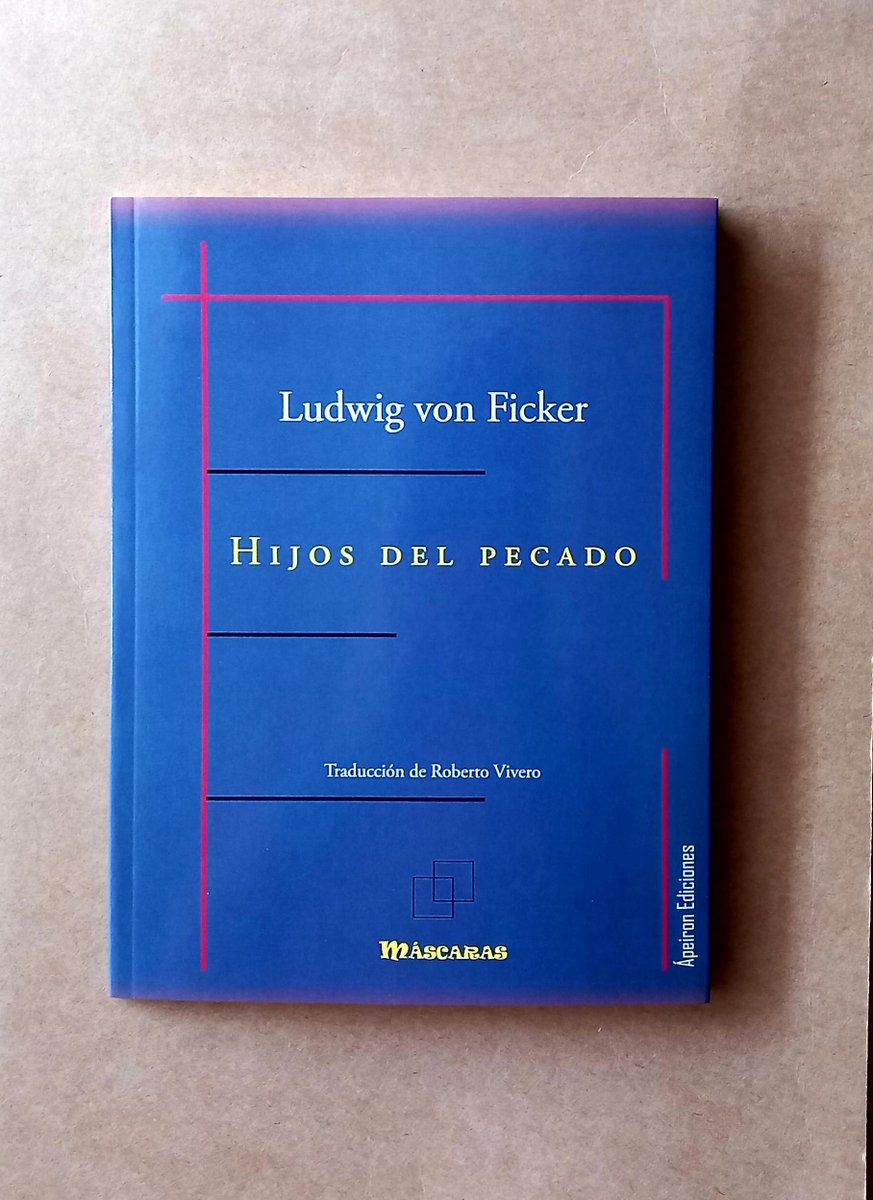 Ludwig von Ficker
HIJOS DEL PECADO
Traducción de Roberto Vivero
MÁSCARAS
Ápeiron Ediciones